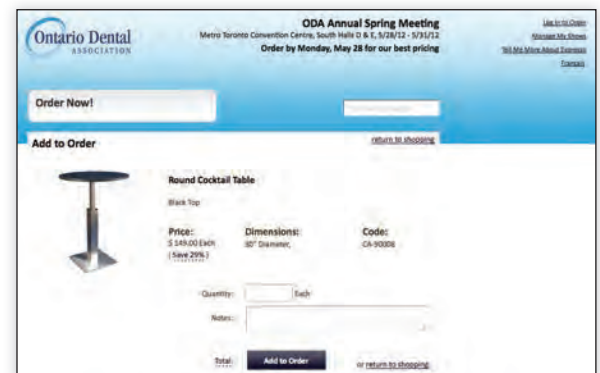 Ontario Dental
ASSOCIATION
ODA Annual Spring Meeting
Metro Toronto Convention Centre, South Halls D & E, 5/28/12 - 5/31/12
Order by Monday, May 28 for our best pricing
Log In to Order
Manage My Shows
Tell Me More About Expresso
Français
Order Now!
Add to Order
return to shopping
Round Cocktail Table
Black Top
Price: Dimensions: Code:
$ 149.00 Each 30" Diameter,
( Save 29% )
Quantity: Each
Notes:
Total: Add to Order or return to shopping